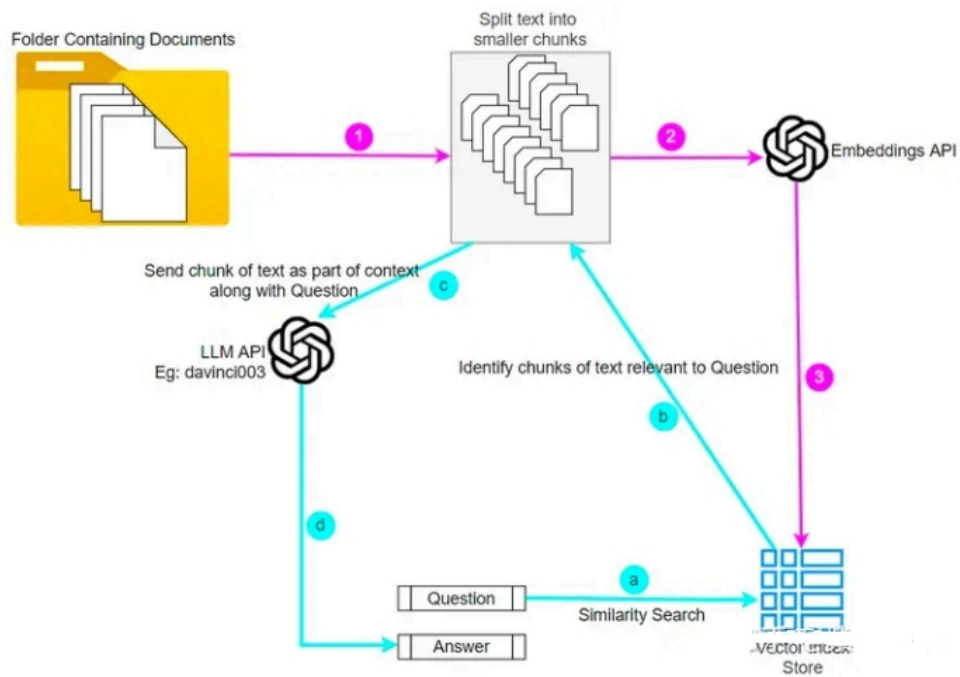 Split text into
smaller chunks
Folder Containing Documents
1
2
Embeddings API
Send chunk of text as part of context
along with Question
c
LLM API
Eg: davinci003
Identify chunks of text relevant to Question
3
b
d
a
Question
Similarity Search
Answer
Vector Index
Store